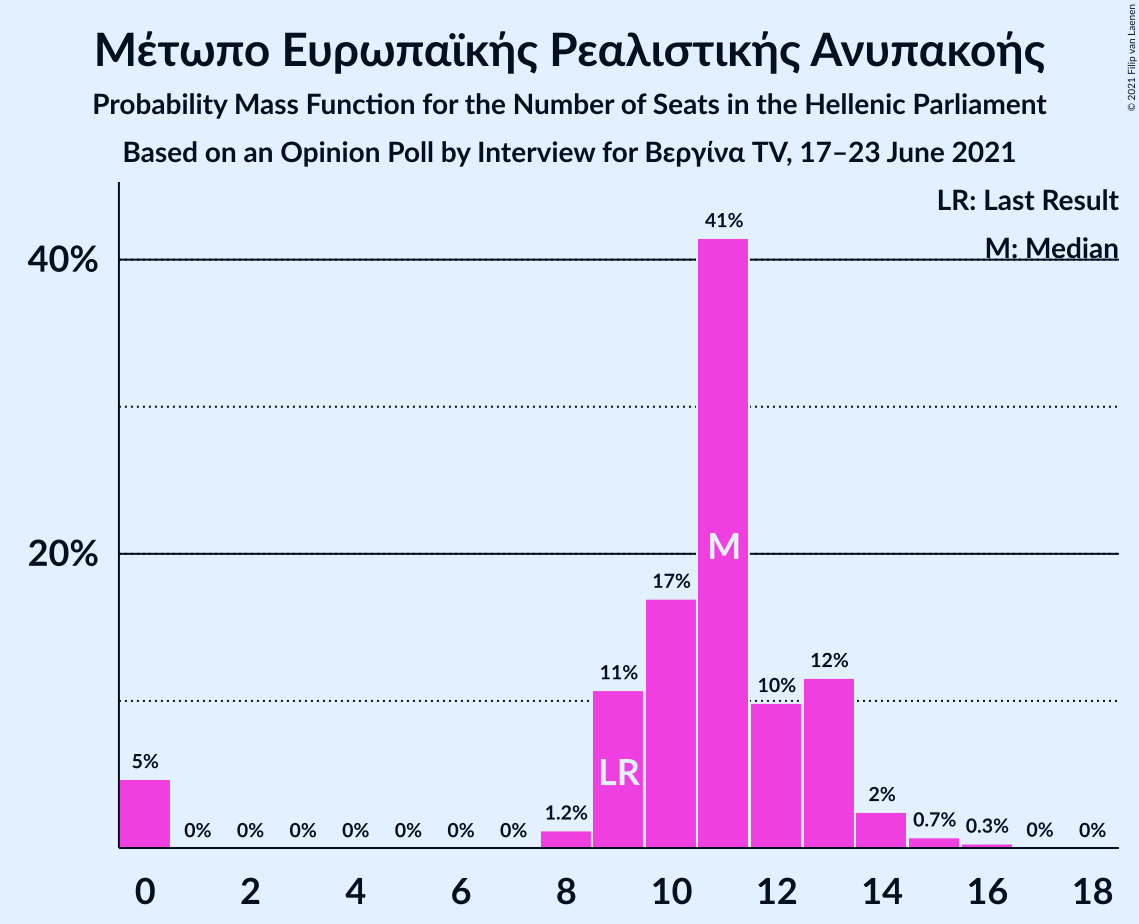 Μέτωπο Ευρωπαϊκής Ρεαλιστικής Ανυπακοής
Probability Mass Function for the Number of Seats in the Hellenic Parliament
Based on an Opinion Poll by Interview for Βεργίνα TV, 17–23 June 2021
© 2021 Filip van Laenen
LR: Last Result
M: Median
40%
20%
5%
0%
0%
0%
0%
0%
0%
0%
1.2%
11%
17%
41%
10%
12%
2%
0.7%
0.3%
0%
0%
LR
M
0 2 4 6 8 10 12 14 16 18